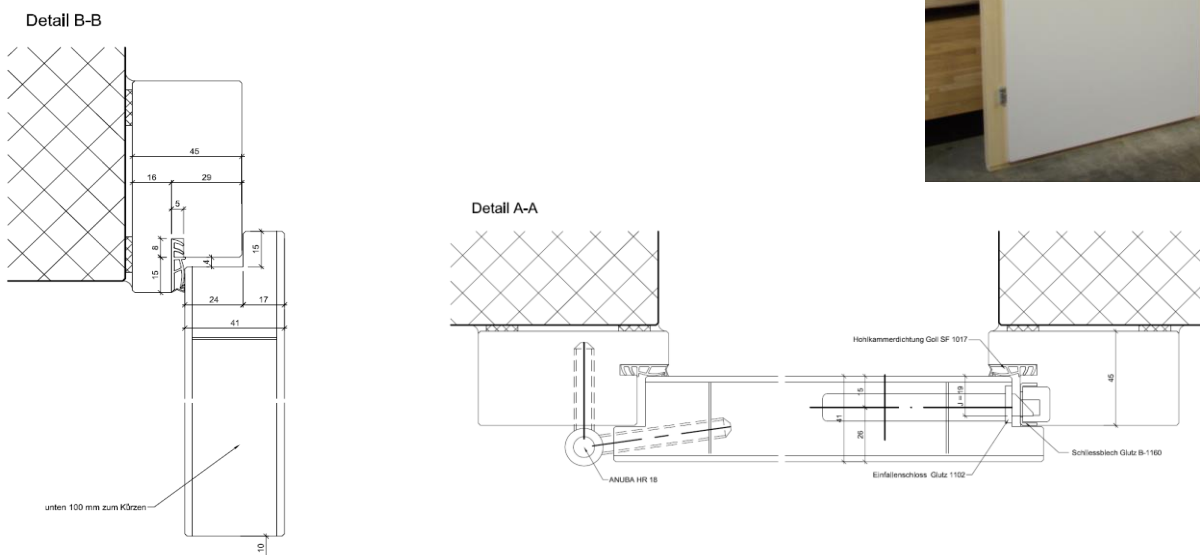 Detail B-B
45
16
29
5
8
15
4
15
24
17
41
unten 100 mm zum Kürzen
10
Detail A-A
Hohlkammerdichtung Goll SF 1017
15
41
26
J = 19
45
Schliessblech Glutz B-1160
Einfallenschloss Glutz 1102
ANUBA HR 18